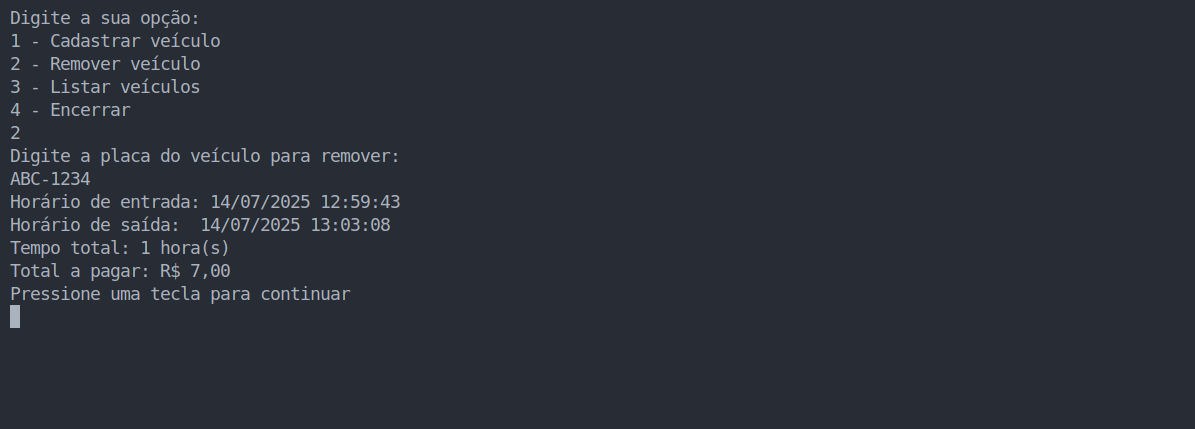 Digite a sua opção:
1 - Cadastrar veículo
2 - Remover veículo
3 - Listar veículos
4 - Encerrar
2
Digite a placa do veículo para remover:
ABC-1234
Horário de entrada: 14/07/2025 12:59:43
Horário de saída:  14/07/2025 13:03:08
Tempo total: 1 hora(s)
Total a pagar: R$ 7,00
Pressione uma tecla para continuar